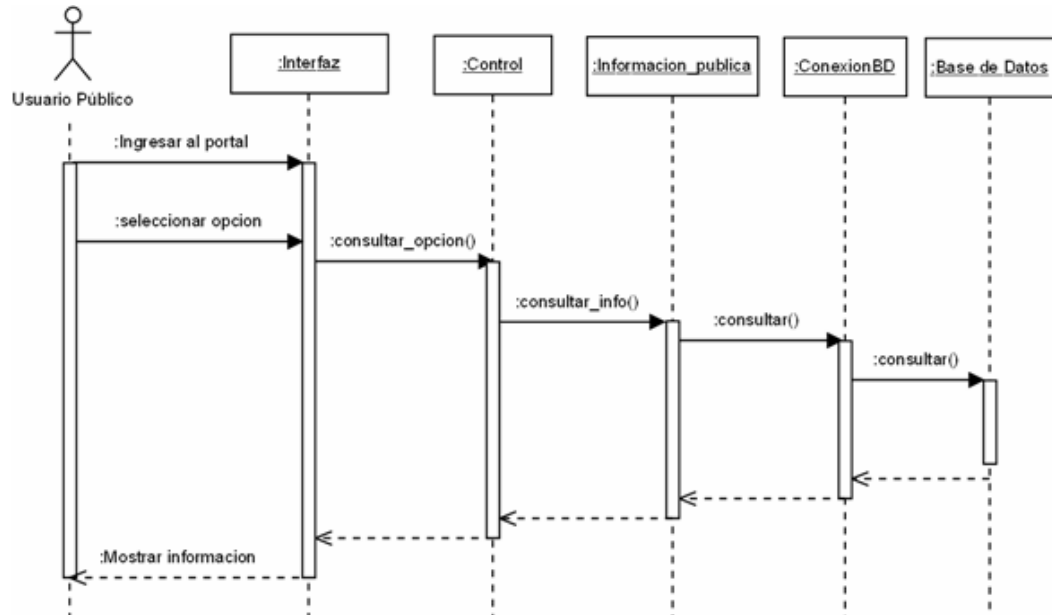 :Interfaz
:Control
:Informacion_publica
:ConexionBD
:Base de Datos
Usuario Público
:Ingresar al portal
:seleccionar opcion
:consultar_opcion()
:consultar_info()
:consultar()
:consultar()
:Mostrar informacion